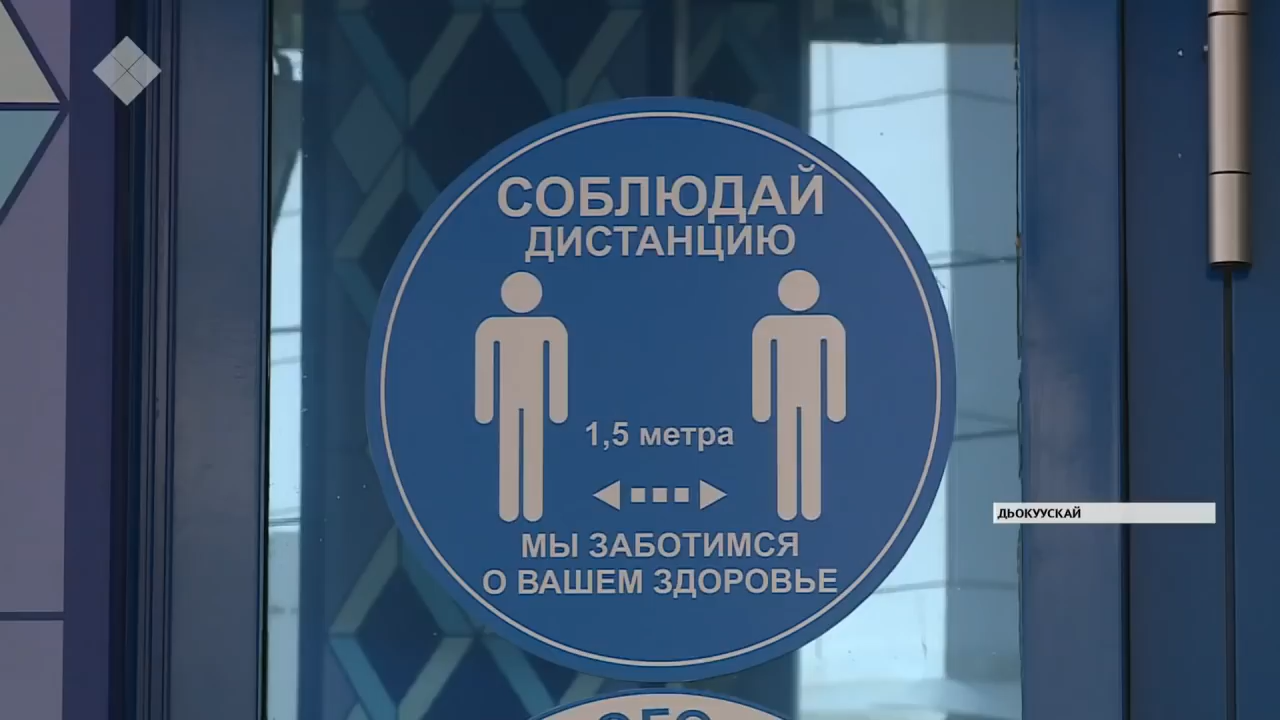 СОБЛЮДАЙ
ДИСТАНЦИЮ
1,5 метра
МЫ ЗАБОТИМСЯ
О ВАШЕМ ЗДОРОВЬЕ
ДЬОКУУСКАЙ